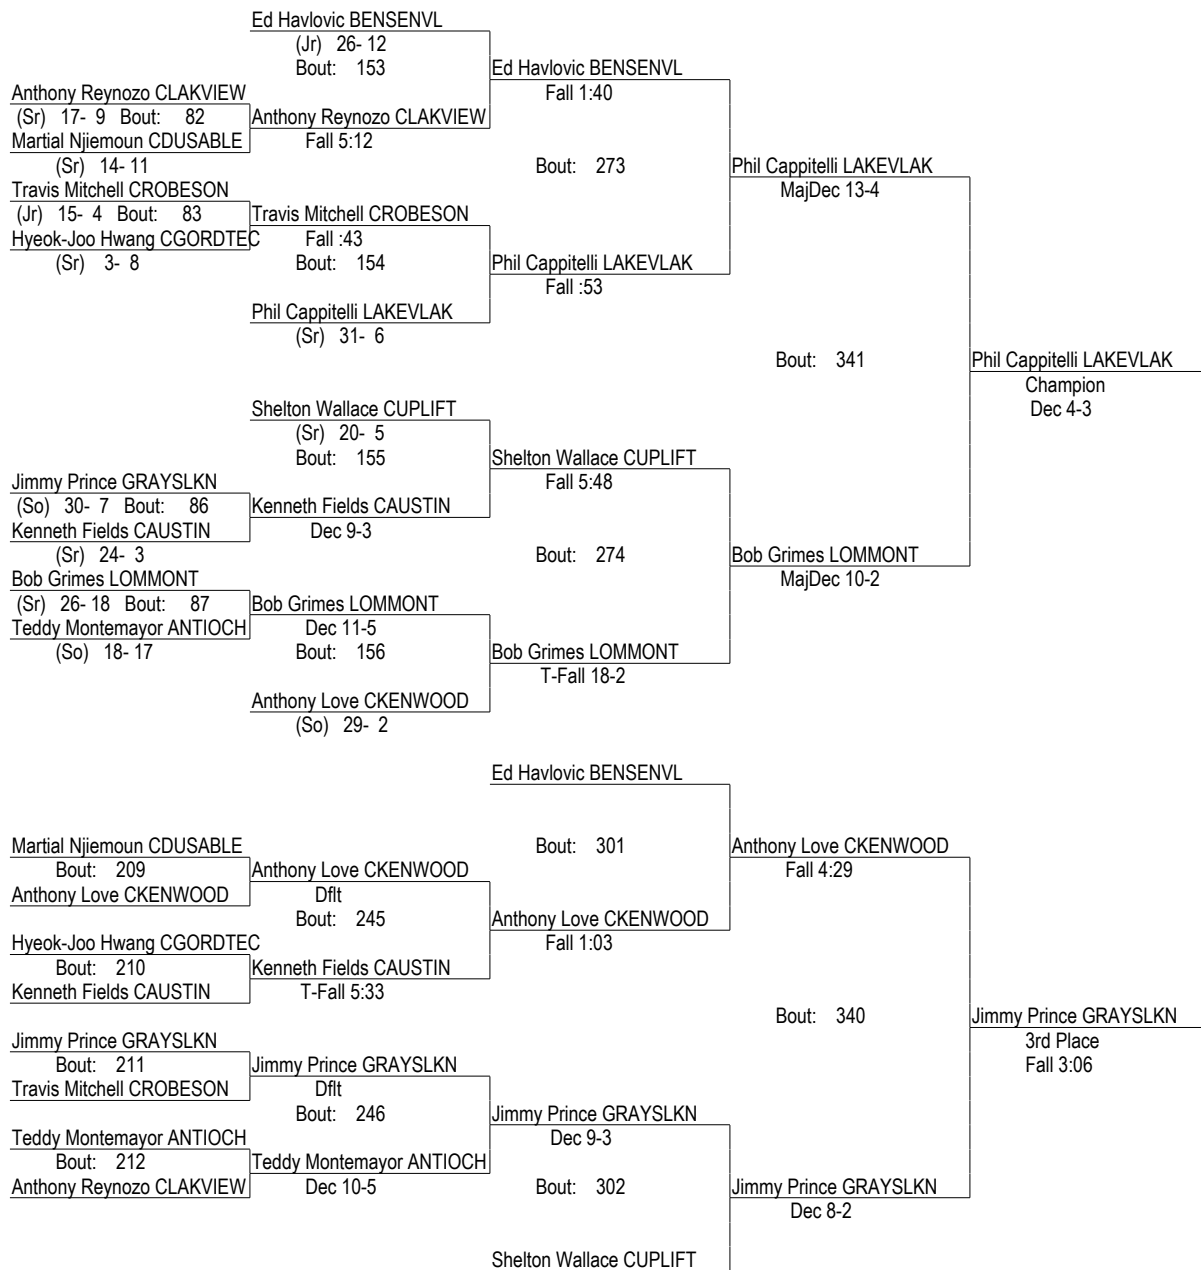 Ed Havlovic BENSENVL
(Jr) 26- 12
Bout: 153
Ed Havlovic BENSENVL
Anthony Reynozo CLAKVIEW
Fall 1:40
(Sr) 17- 9 Bout: 82
Anthony Reynozo CLAKVIEW
Martial Njiemoun CDUSABLE
Fall 5:12
(Sr) 14- 11
Bout: 273
Phil Cappitelli LAKEVLAK
Travis Mitchell CROBESON
MajDec 13-4
(Jr) 15- 4 Bout: 83
Travis Mitchell CROBESON
Hyeok-Joo Hwang CGORDTEC
Fall :43
(Sr) 3- 8
Bout: 154
Phil Cappitelli LAKEVLAK
Fall :53
Phil Cappitelli LAKEVLAK
(Sr) 31- 6
Bout: 341
Phil Cappitelli LAKEVLAK
Champion
Dec 4-3
Shelton Wallace CUPLIFT
(Sr) 20- 5
Bout: 155
Shelton Wallace CUPLIFT
Jimmy Prince GRAYSLKN
Fall 5:48
(So) 30- 7 Bout: 86
Kenneth Fields CAUSTIN
Kenneth Fields CAUSTIN
Dec 9-3
(Sr) 24- 3
Bout: 274
Bob Grimes LOMMONT
Bob Grimes LOMMONT
MajDec 10-2
(Sr) 26- 18 Bout: 87
Bob Grimes LOMMONT
Teddy Montemayor ANTIOCH
Dec 11-5
(So) 18- 17
Bout: 156
Bob Grimes LOMMONT
T-Fall 18-2
Anthony Love CKENWOOD
(So) 29- 2
Ed Havlovic BENSENVL
Martial Njiemoun CDUSABLE
Bout: 301
Anthony Love CKENWOOD
Bout: 209
Anthony Love CKENWOOD
Fall 4:29
Anthony Love CKENWOOD
Dflt
Bout: 245
Anthony Love CKENWOOD
Hyeok-Joo Hwang CGORDTEC
Fall 1:03
Bout: 210
Kenneth Fields CAUSTIN
Kenneth Fields CAUSTIN
T-Fall 5:33
Bout: 340
Jimmy Prince GRAYSLKN
Jimmy Prince GRAYSLKN
3rd Place
Bout: 211
Jimmy Prince GRAYSLKN
Fall 3:06
Travis Mitchell CROBESON
Dflt
Bout: 246
Jimmy Prince GRAYSLKN
Teddy Montemayor ANTIOCH
Dec 9-3
Bout: 212
Teddy Montemayor ANTIOCH
Anthony Reynozo CLAKVIEW
Dec 10-5
Bout: 302
Jimmy Prince GRAYSLKN
Dec 8-2
Shelton Wallace CUPLIFT